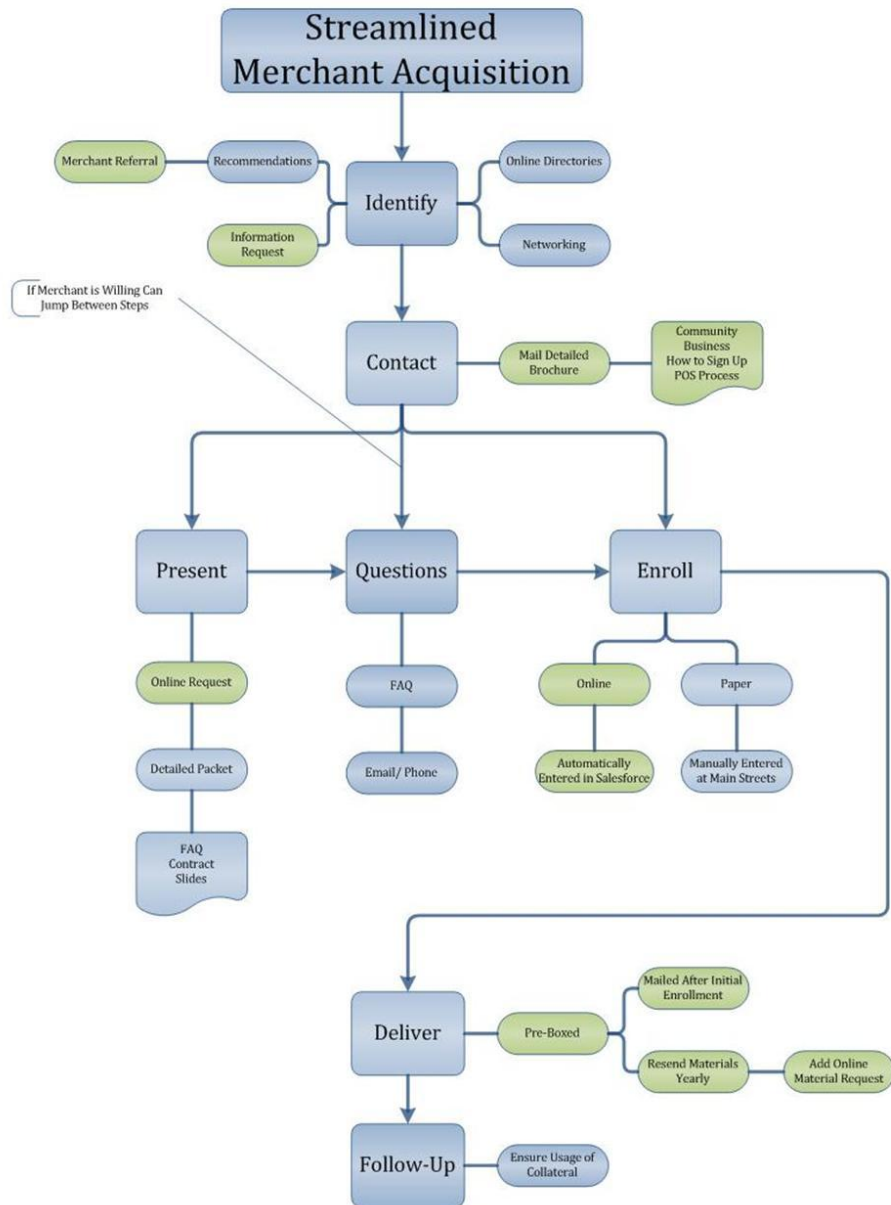 Streamlined
Merchant Acquisition
Merchant Referral
Recommendations
Online Directories
Identify
Information
Request
Networking
If Merchant is Willing Can
Jump Between Steps
Contact
Mail Detailed
Brochure
Community
Business
How to Sign Up
POS Process
Present
Questions
Enroll
Online Request
FAQ
Online
Paper
Detailed Packet
Email/ Phone
Automatically
Entered in Salesforce
Manually Entered
at Main Streets
FAQ
Contract
Slides
Mailed After Initial
Enrollment
Deliver
Pre-Boxed
Resend Materials
Yearly
Add Online
Material Request
Follow-Up
Ensure Usage of
Collateral